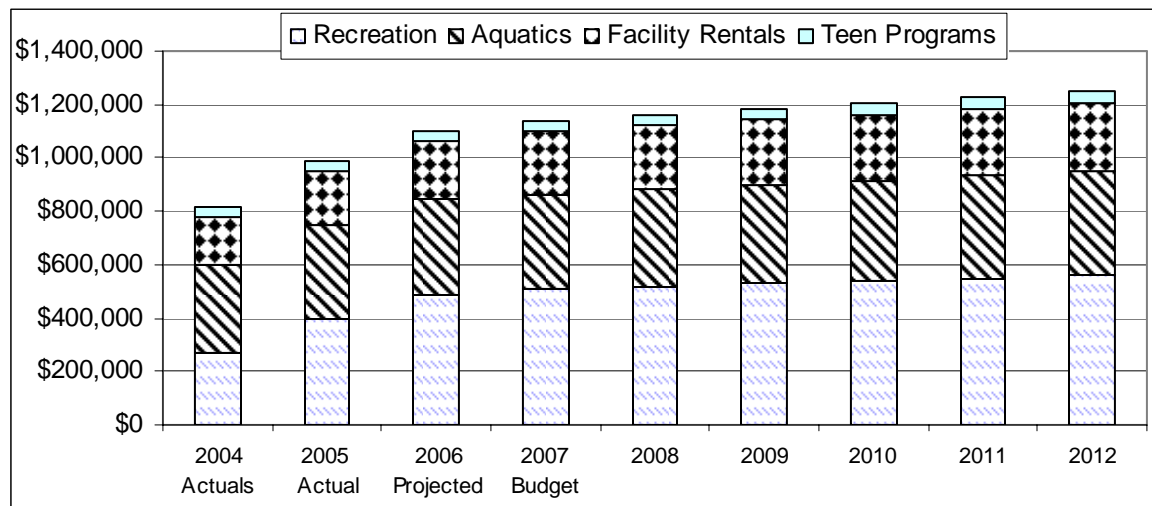 Recreation Aquatics Facility Rentals Teen Programs
$1,400,000
$1,200,000
$1,000,000
$800,000
$600,000
$400,000
$200,000
$0
2004 2005 2006 2007 2008 2009 2010 2011 2012
Actuals Actual Projected Budget